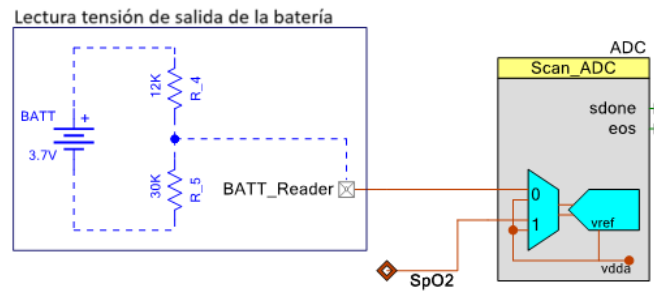 Lectura tensión de salida de la batería
ADC
Scan_ADC
12K
R_4
sdone
eos
BATT
+
3.7V
30K
R_5
BATT_Reader
0
1
vref
vdda
SpO2